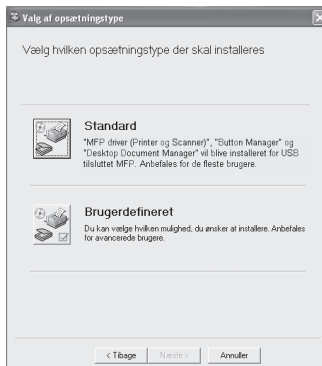 Valg af opsætningstype
Vælg hvilken opsætningstype der skal installeres
Standard
"MFP driver (Printer og Scanner)", "Button Manager" og
"Desktop Document Manager" vil blive installeret for USB
tilsluttet MFP. Anbefales for de fleste brugere.
Brugerdefineret
Du kan vælge hvilken mulighed, du ønsker at installere. Anbefales
for avancerede brugere.
< Tibage Næste > Annuller